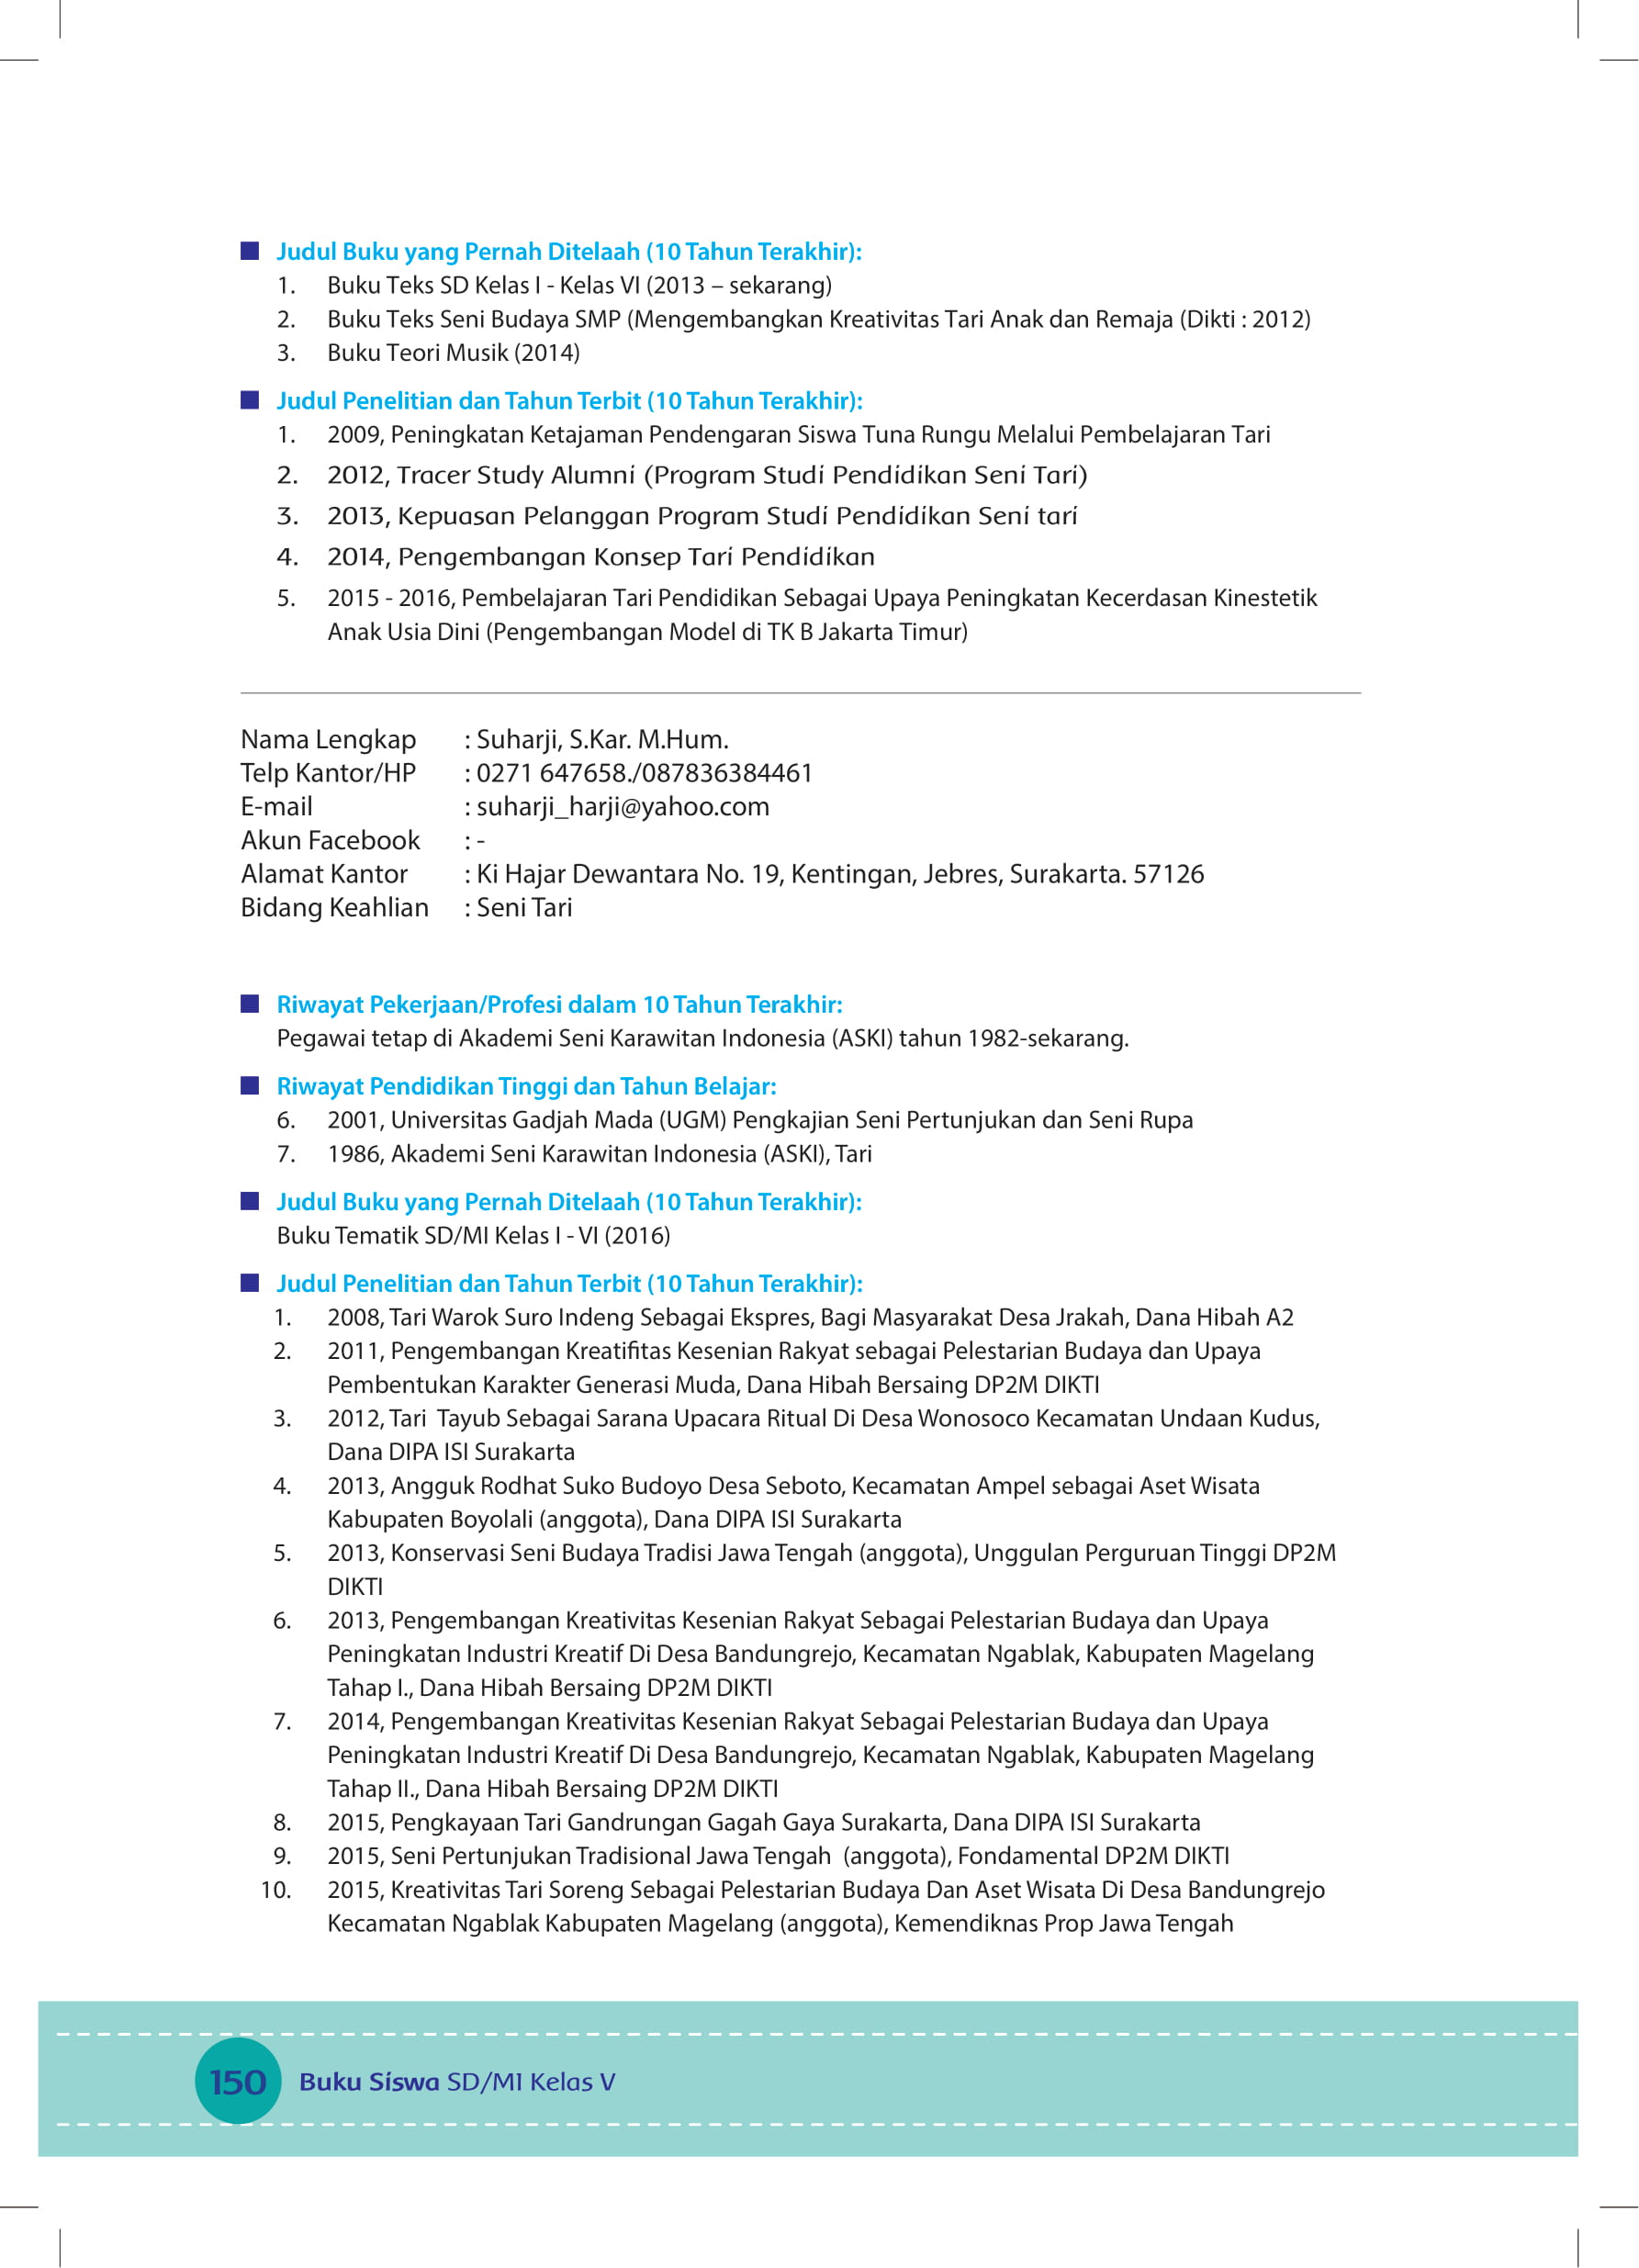 Judul Buku yang Pernah Ditelaah (10 Tahun Terakhir):
1. Buku Teks SD Kelas I - Kelas VI (2013 – sekarang)
2. Buku Teks Seni Budaya SMP (Mengembangkan Kreativitas Tari Anak dan Remaja (Dikti : 2012)
3. Buku Teori Musik (2014)
Judul Penelitian dan Tahun Terbit (10 Tahun Terakhir):
1. 2009, Peningkatan Ketajaman Pendengaran Siswa Tuna Rungu Melalui Pembelajaran Tari
2. 2012, Tracer Study Alumni (Program Studi Pendidikan Seni Tari)
3. 2013, Kepuasan Pelanggan Program Studi Pendidikan Seni tari
4. 2014, Pengembangan Konsep Tari Pendidikan
5. 2015 - 2016, Pembelajaran Tari Pendidikan Sebagai Upaya Peningkatan Kecerdasan Kinestetik
Anak Usia Dini (Pengembangan Model di TK B Jakarta Timur)
Nama Lengkap : Suharji, S.Kar. M.Hum.
Telp Kantor/HP : 0271 647658./087836384461
E-mail : suharji_harji@yahoo.com
Akun Facebook : -
Alamat Kantor : Ki Hajar Dewantara No. 19, Kentingan, Jebres, Surakarta. 57126
Bidang Keahlian : Seni Tari
Riwayat Pekerjaan/Profesi dalam 10 Tahun Terakhir:
Pegawai tetap di Akademi Seni Karawitan Indonesia (ASKI) tahun 1982-sekarang.
Riwayat Pendidikan Tinggi dan Tahun Belajar:
6. 2001, Universitas Gadjah Mada (UGM) Pengkajian Seni Pertunjukan dan Seni Rupa
7. 1986, Akademi Seni Karawitan Indonesia (ASKI), Tari
Judul Buku yang Pernah Ditelaah (10 Tahun Terakhir):
Buku Tematik SD/MI Kelas I - VI (2016)
Judul Penelitian dan Tahun Terbit (10 Tahun Terakhir):
1. 2008, Tari Warok Suro Indeng Sebagai Ekspres, Bagi Masyarakat Desa Jrakah, Dana Hibah A2
2. 2011, Pengembangan Kreatifitas Kesenian Rakyat sebagai Pelestarian Budaya dan Upaya
Pembentukan Karakter Generasi Muda, Dana Hibah Bersaing DP2M DIKTI
3. 2012, Tari Tayub Sebagai Sarana Upacara Ritual Di Desa Wonosoco Kecamatan Undaan Kudus,
Dana DIPA ISI Surakarta
4. 2013, Angguk Rodhat Suko Budoyo Desa Seboto, Kecamatan Ampel sebagai Aset Wisata
Kabupaten Boyolali (anggota), Dana DIPA ISI Surakarta
5. 2013, Konservasi Seni Budaya Tradisi Jawa Tengah (anggota), Unggulan Perguruan Tinggi DP2M
DIKTI
6. 2013, Pengembangan Kreativitas Kesenian Rakyat Sebagai Pelestarian Budaya dan Upaya
Peningkatan Industri Kreatif Di Desa Bandungrejo, Kecamatan Ngablak, Kabupaten Magelang
Tahap I., Dana Hibah Bersaing DP2M DIKTI
7. 2014, Pengembangan Kreativitas Kesenian Rakyat Sebagai Pelestarian Budaya dan Upaya
Peningkatan Industri Kreatif Di Desa Bandungrejo, Kecamatan Ngablak, Kabupaten Magelang
Tahap II., Dana Hibah Bersaing DP2M DIKTI
8. 2015, Pengkayaan Tari Gandrungan Gagah Gaya Surakarta, Dana DIPA ISI Surakarta
9. 2015, Seni Pertunjukan Tradisional Jawa Tengah (anggota), Fondamental DP2M DIKTI
10. 2015, Kreativitas Tari Soreng Sebagai Pelestarian Budaya Dan Aset Wisata Di Desa Bandungrejo
Kecamatan Ngablak Kabupaten Magelang (anggota), Kemendiknas Prop Jawa Tengah
150 Buku Siswa SD/MI Kelas V